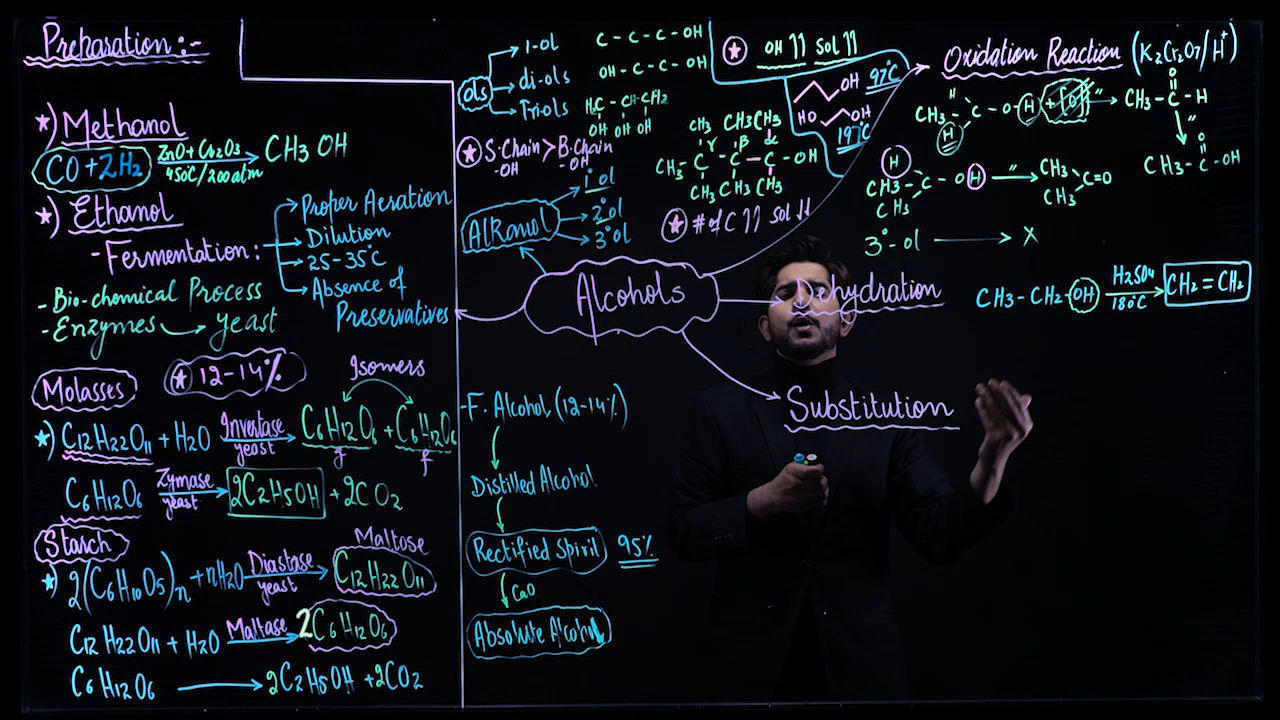 Preparation:-
*) Methanol
CO + 2H2 ZnO + Cr2O3 450°C/200atm CH3OH
*) Ethanol
- Fermentation:
Proper Aeration
Dilution
25-35°C
Absence of
Preservatives
- Bio-chemical Process
- Enzymes → yeast
Molasses
* 12-14%
Isomers
*) C12H22O11 + H2O Invertase yeast C6H12O6 + C6H12O6
g f
C6H12O6 Zymase yeast 2C2H5OH + 2CO2
Starch
Maltose
*) 2(C6H10O5)n + nH2O Diastase yeast C12H22O11
C12H22O11 + H2O Maltase 2C6H12O6
C6H12O6 → 2C2H5OH + 2CO2
ols
1-ol C-C-C-OH
di-ols OH-C-C-C-OH
Tri-ols H2C-CH-CH2
OH OH OH
* S.Chain > B.Chain
-OH -OH
Alkanol
1° ol
2° ol
3° ol
CH3 CH3 CH3
γ β α
CH3-C-C-C-OH
CH3 CH3 CH3
* # of C ↑↑ Sol ↓↓
* OH ↑↑ Sol ↑↑
OH 97°C
HO OH
197°C
Alcohols
Oxidation Reaction (K2Cr2O7/H+)
H
CH3-C-O-H + [O] " → CH3-C-H
H
O
O
CH3-C-OH
H
CH3-C-OH " → CH3 C=O
CH3 CH3
3°-ol → X
Dehydration
CH3-CH2-OH H2SO4 180°C CH2=CH2
Substitution
-F. Alcohol (12-14%)
Distilled Alcohol
Rectified Spirit 95%
CaO
Absolute Alcohol